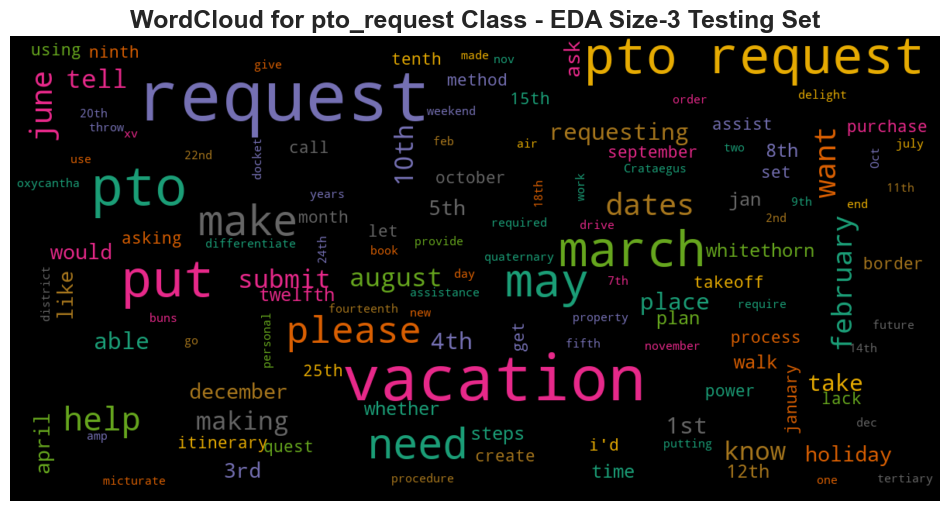 WordCloud for pto_request Class - EDA Size-3 Testing Set
using ninth tenth made nov ask pto request
june tell request give method delight
20th throw xv weekend 15th order requesting assist purchase
use 22nd docket call 10th feb air september two 8th want Oct july
oxycantha pto years october 18th work Crataegus set 11th
make month 5th dates jan 9th end
would asking differentiate 24th let provide required drive 2nd february
district like put submit book quaternary march whitethorn border
twelfth august day assistance may 7th takeoff
buns fourteenth new property place require future
able go personal please 4th get fifth plan november process 14th
25th vacation walk january take
december whether power lack
april help making need steps 1st putting dec
amp itinerary quest create i'd know holiday
micturate 3rd procedure time 12th one tertiary